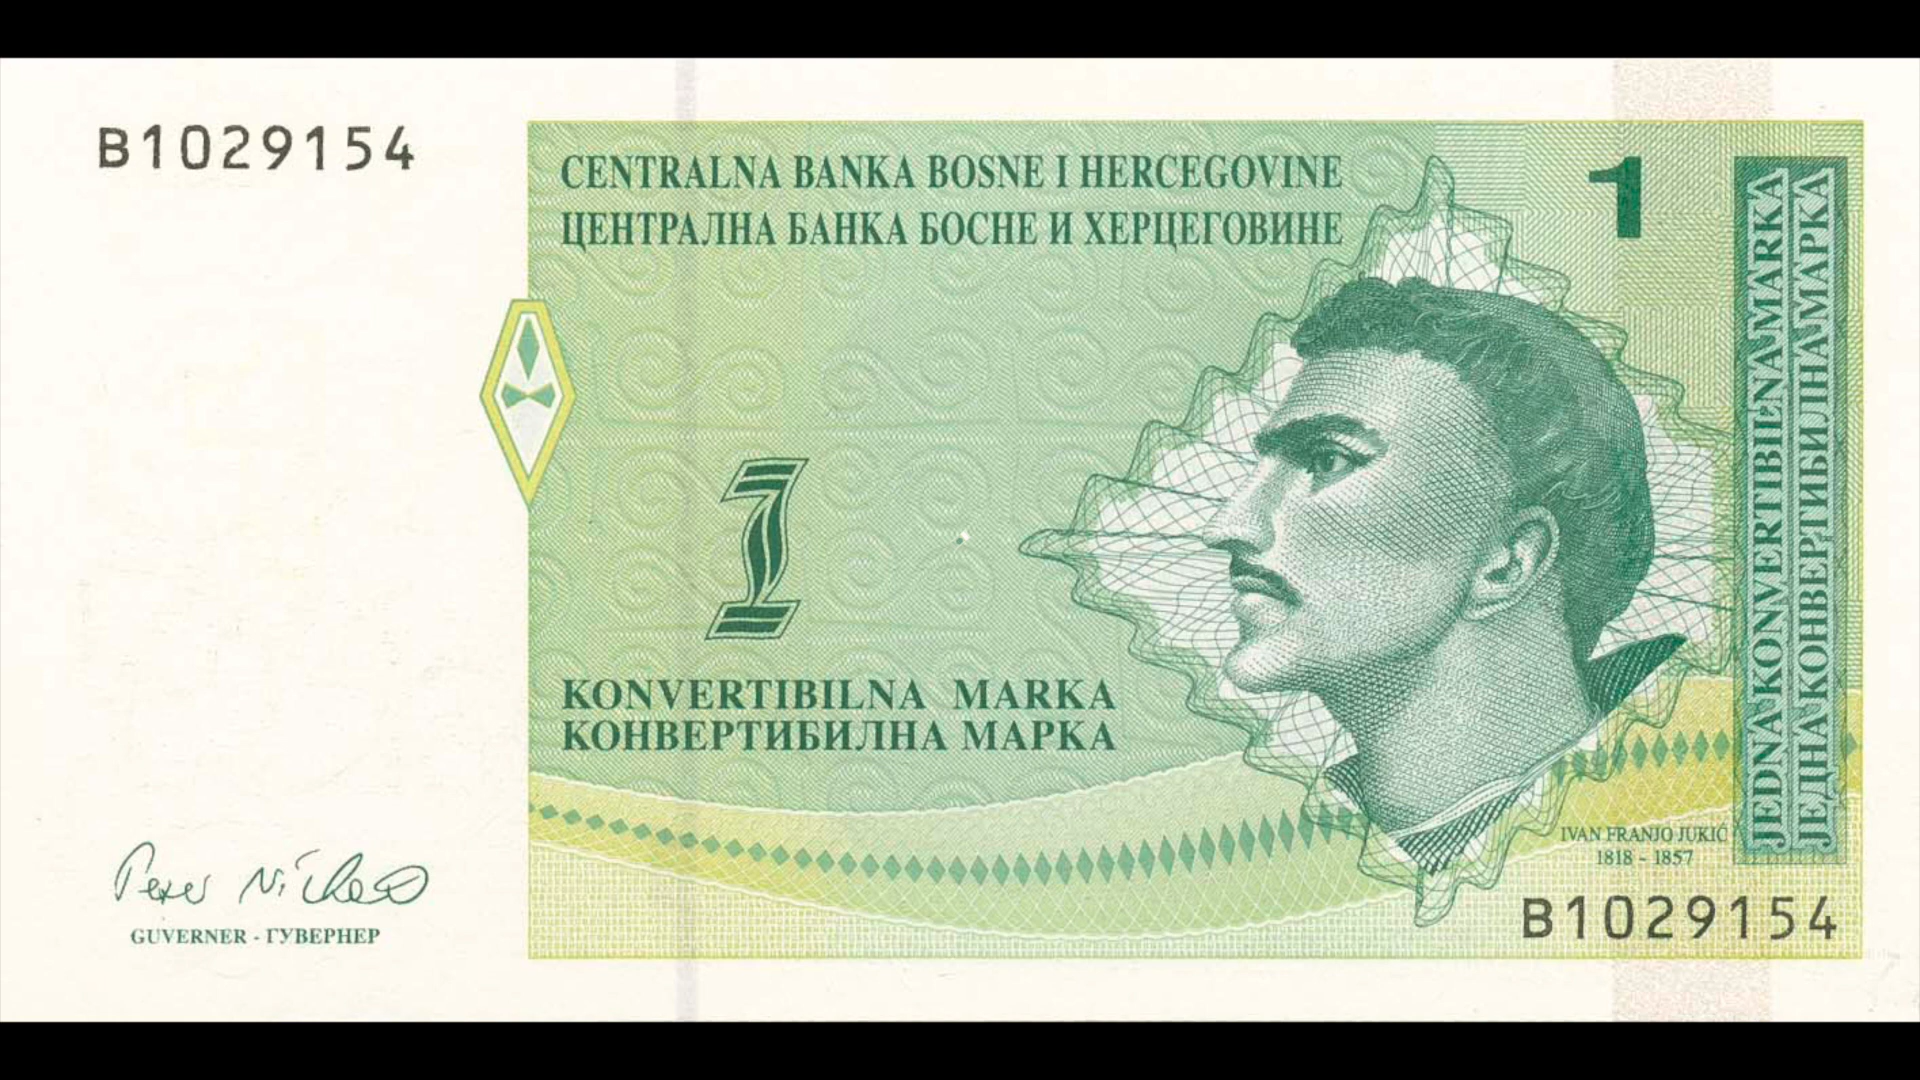 B1029154
CENTRALNA BANKA BOSNE I HERCEGOVINE
ЦЕНТРАЛНА БАНКА БОСНЕ И ХЕРЦЕГОВИНЕ
1
JEDNA KONVERTIBILNA MARKA
ЈЕДНА КОНВЕРТИБИЛНА МАРКА
1
KONVERTIBILNA MARKA
КОНВЕРТИБИЛНА МАРКА
IVAN FRANJO JUKIĆ
1818 - 1857
B1029154
GUVERNER - ГУВЕРНЕР